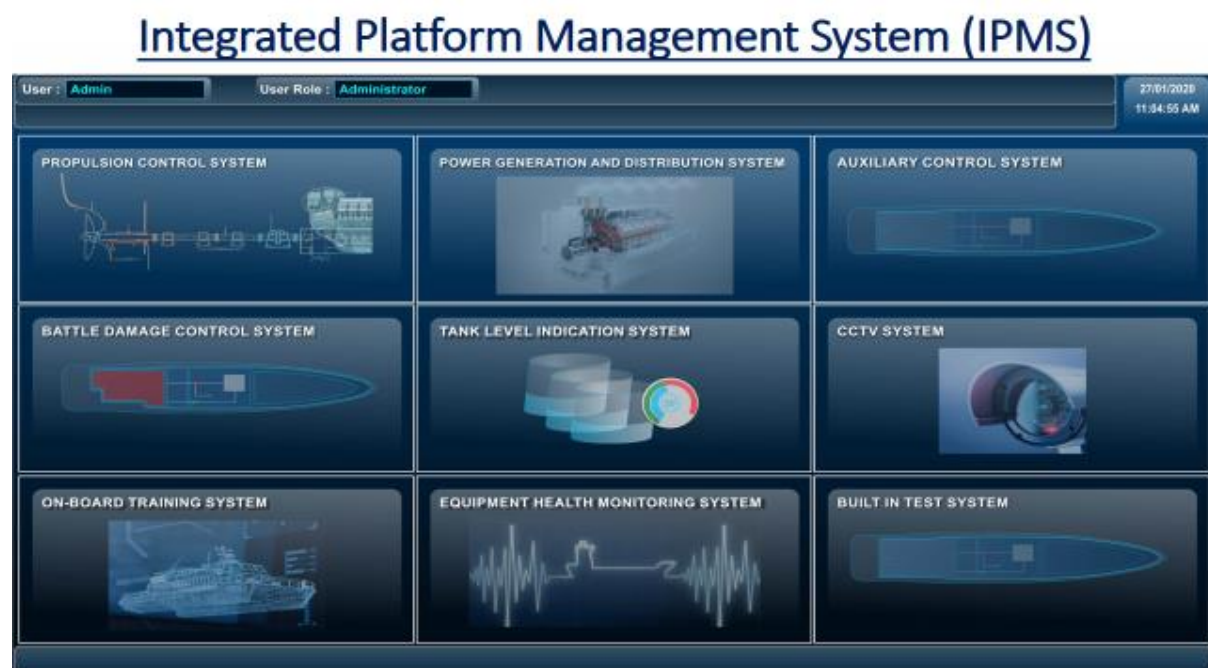 Integrated Platform Management System (IPMS)
User : Admin User Role : Administrator
27/01/2020
11:04:55 AM
PROPULSION CONTROL SYSTEM
POWER GENERATION AND DISTRIBUTION SYSTEM
AUXILIARY CONTROL SYSTEM
BATTLE DAMAGE CONTROL SYSTEM
TANK LEVEL INDICATION SYSTEM
CCTV SYSTEM
ON-BOARD TRAINING SYSTEM
EQUIPMENT HEALTH MONITORING SYSTEM
BUILT IN TEST SYSTEM